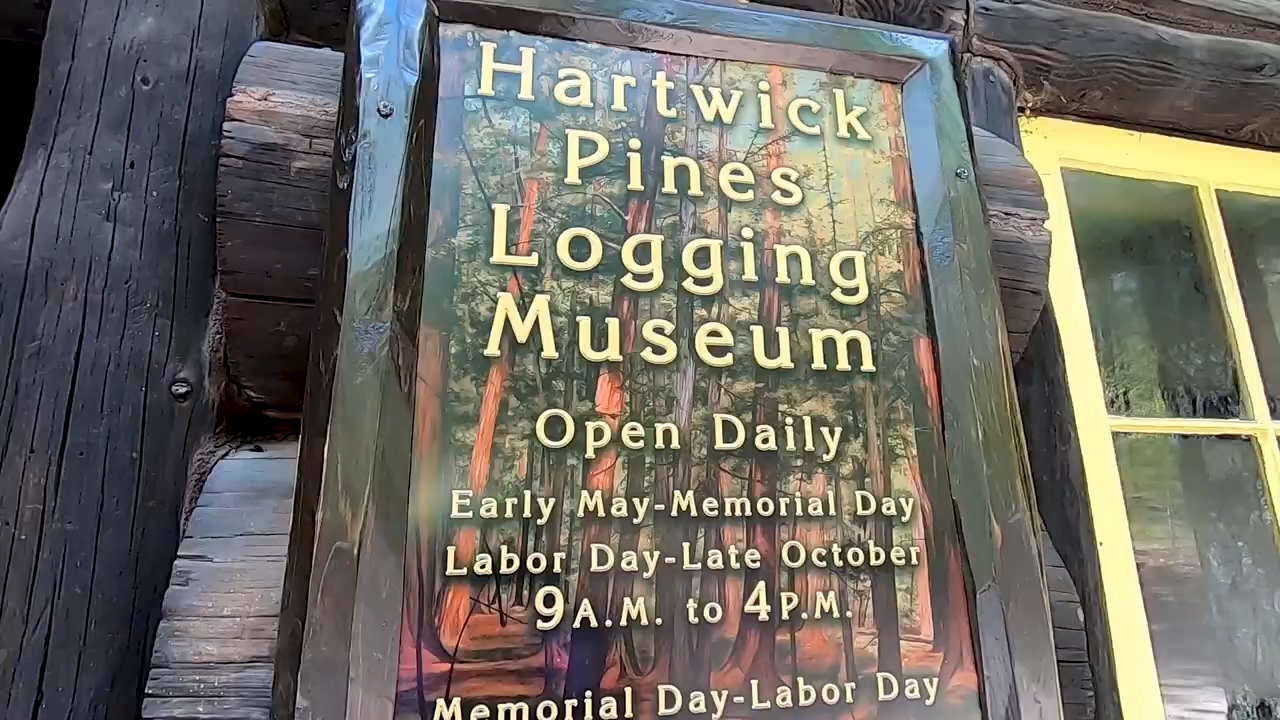 Hartwick
Pines
Logging
Museum
Open Daily
Early May-Memorial Day
Labor Day-Late October
9A.M. to 4P.M.
Memorial Day-Labor Day